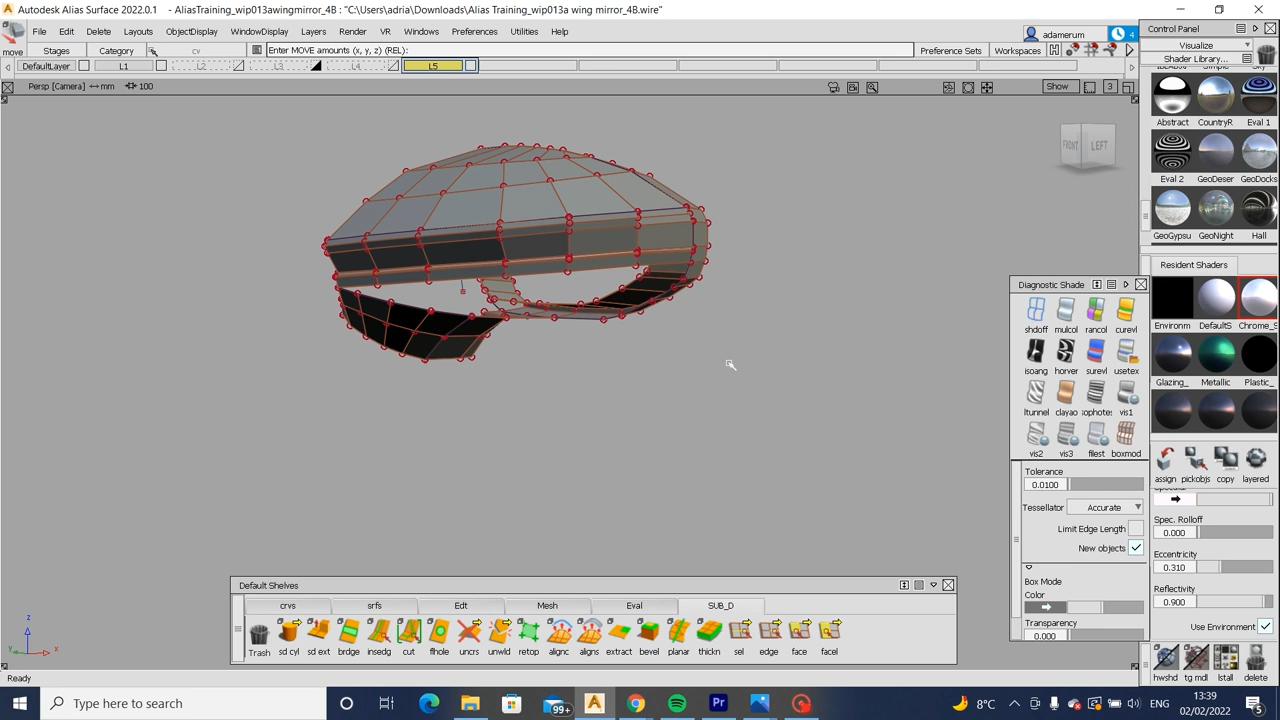 Autodesk Alias Surface 2022.0.1 - AliasTraining_wip013awingmirror_4B : "C:\Users\adria\Downloads\Alias Training_wip013a wing mirror_4B.wire"
File Edit Delete Layouts ObjectDisplay WindowDisplay Layers Render VR Windows Preferences Utilities Help
adamerum 4
move Stages Category cv Enter MOVE amounts (x, y, z) (REL): Preference Sets Workspaces
DefaultLayer L1 L2 L3 L4 L5
Persp [Camera] <-> mm 100 Show 3
FRONT LEFT
Control Panel
Visualize
Shader Library...
Abstract CountryR Eval 1
Eval 2 GeoDeser GeoDocks
GeoGypsu GeoNight Hall
Resident Shaders
Environm DefaultS Chrome_S
Glazing_ Metallic Plastic_
assign pickobjs copy layered
Spec. Rolloff
0.000
Eccentricity
0.310
Reflectivity
0.900
Use Environment
hwshd tg mdl lstall delete
Diagnostic Shade
shdoff mulcol rancol curevl
isoang horver surevl usetex
ltunnel clayao isophotes vis1
vis2 vis3 filest boxmod
Tolerance
0.0100
Tessellator Accurate
Limit Edge Length
New objects
Box Mode
Color
Transparency
0.000
Default Shelves
crvs srfs Edt Mesh Eval SUB_D
Trash sd cyl sd ext brdge insedg cut flhole uncrs unwld retop alignc aligns extract bevel planar thickn sel edge face facel
z
y x
Ready
Type here to search
99+
8°C
ENG
13:39
02/02/2022